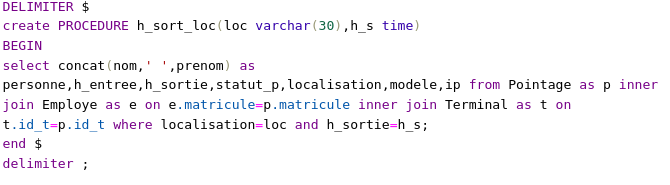 DELIMITER $
create PROCEDURE h_sort_loc(loc varchar(30),h_s time)
BEGIN
select concat(nom,' ',prenom) as
personne,h_entree,h_sortie,statut_p,localisation,modele,ip from Pointage as p inner
join Employe as e on e.matricule=p.matricule inner join Terminal as t on
t.id_t=p.id_t where localisation=loc and h_sortie=h_s;
end $
delimiter ;